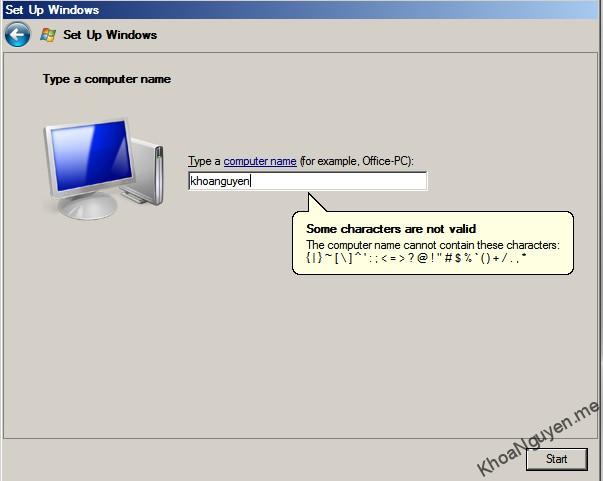 Set Up Windows
Set Up Windows
Type a computer name
Type a computer name (for example, Office-PC):
khoanguyen
Some characters are not valid
The computer name cannot contain these characters:
{ | } ~ [ \ ] ^ ' : ; < = > ? @ ! " # $ % ` ( ) + / . , *
KhoaNguyen.me
Start